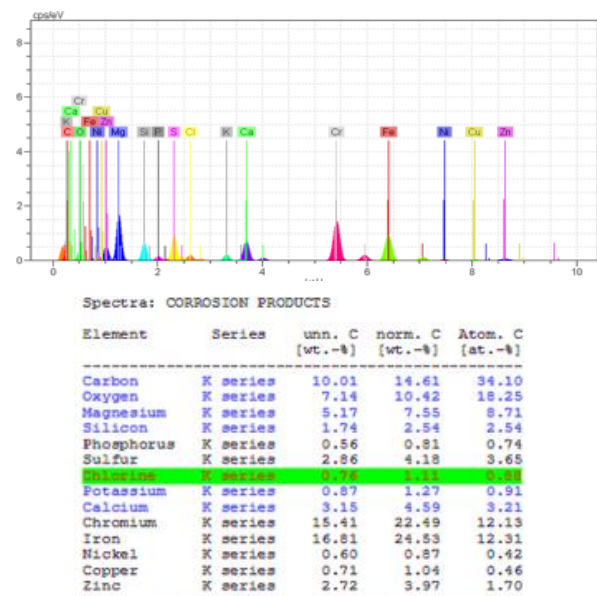 cps/eV
8
6
4
2
0
Cr
Ca Cu
K Fe Zn
C O Ni Mg Si P S Cl K Ca Cr Fe Ni Cu Zn
0 2 4 6 8 10
Spectra: CORROSION PRODUCTS
Element Series unn. C norm. C Atom. C
[wt.-%] [wt.-%] [at.-%]
Carbon K series 10.01 14.61 34.10
Oxygen K series 7.14 10.42 18.25
Magnesium K series 5.17 7.55 8.71
Silicon K series 1.74 2.54 2.54
Phosphorus K series 0.56 0.81 0.74
Sulfur K series 2.86 4.18 3.65
Chlorine K series 0.76 1.11 0.88
Potassium K series 0.87 1.27 0.91
Calcium K series 3.15 4.59 3.21
Chromium K series 15.41 22.49 12.13
Iron K series 16.81 24.53 12.31
Nickel K series 0.60 0.87 0.42
Copper K series 0.71 1.04 0.46
Zinc K series 2.72 3.97 1.70